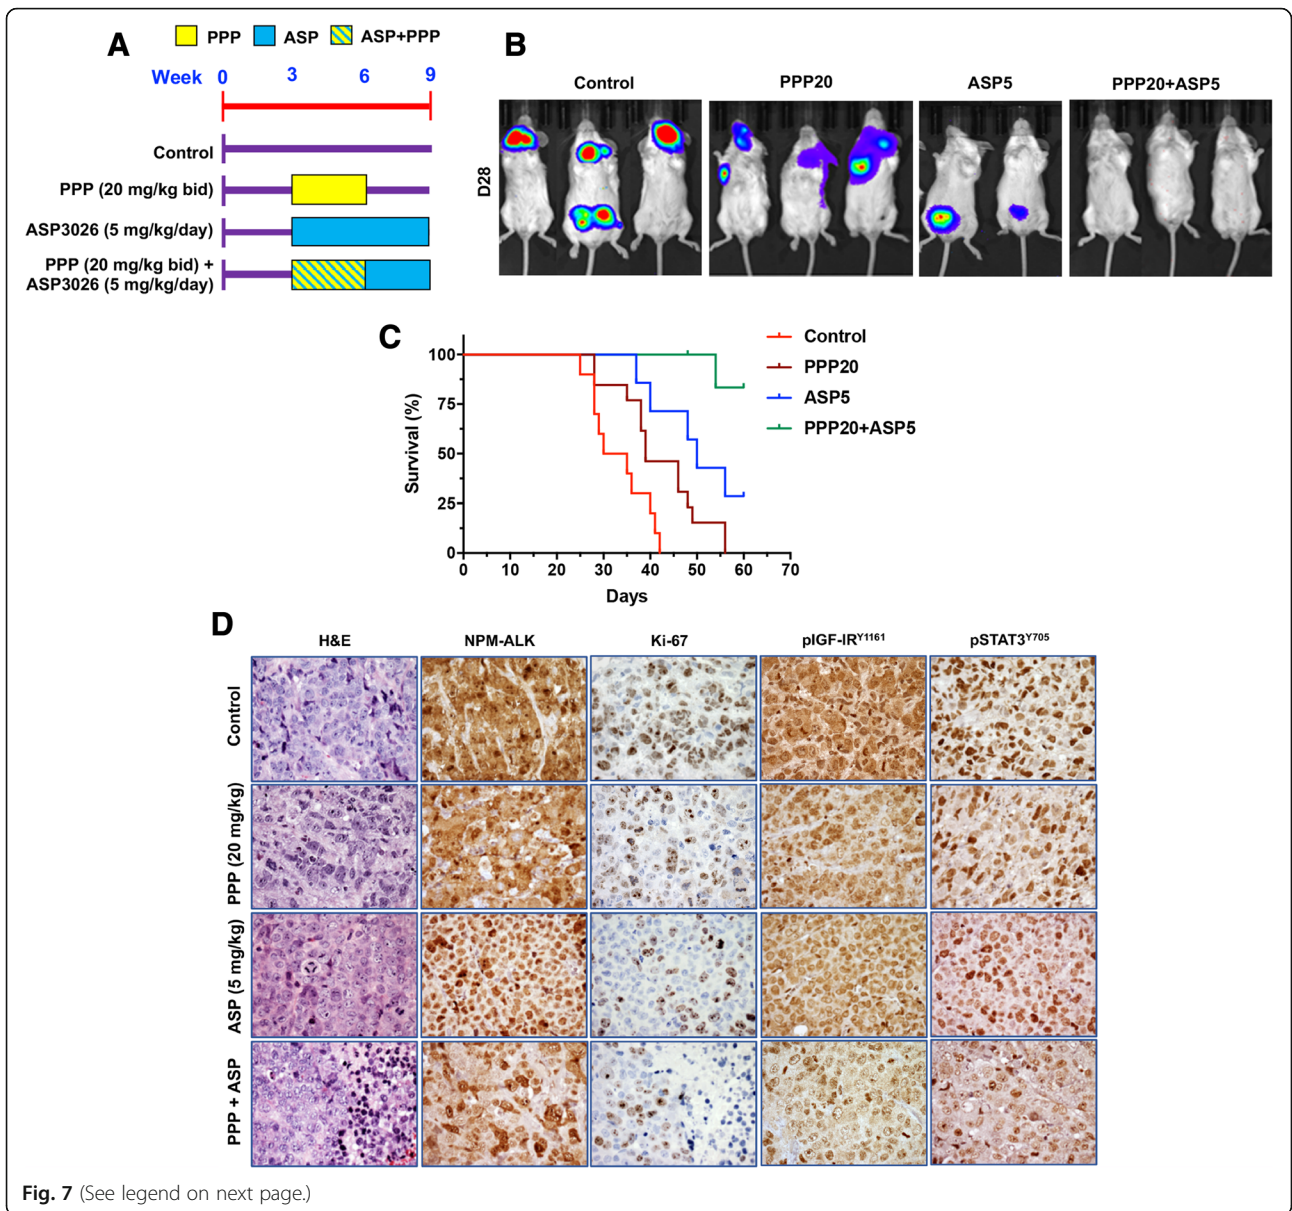 A
PPP ASP ASP+PPP
Week 0 3 6 9
Control
PPP (20 mg/kg bid)
ASP3026 (5 mg/kg/day)
PPP (20 mg/kg bid) +
ASP3026 (5 mg/kg/day)
B
Control PPP20 ASP5 PPP20+ASP5
D28
C
Control
PPP20
ASP5
PPP20+ASP5
Survival (%)
100
75
50
25
0
0 10 20 30 40 50 60 70
Days
D
H&E NPM-ALK Ki-67 pIGF-IRY1161 pSTAT3Y705
Control
PPP (20 mg/kg)
ASP (5 mg/kg)
PPP + ASP
Fig. 7 (See legend on next page.)